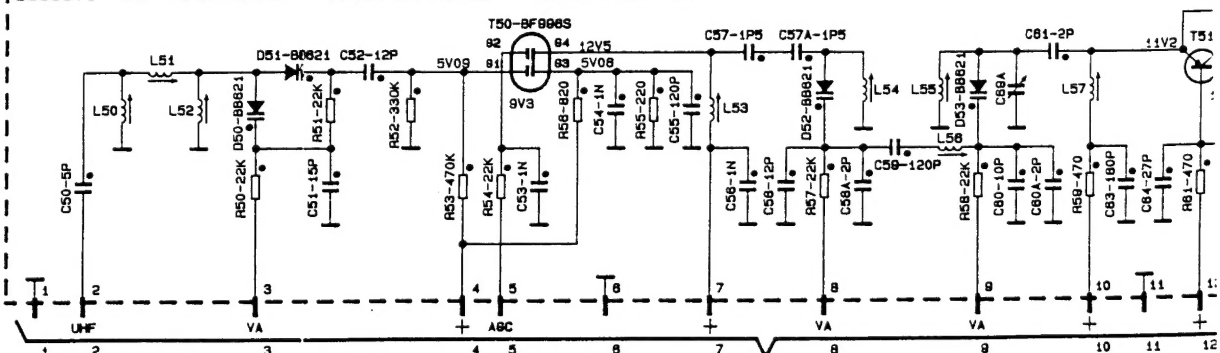 T50-BF998S
G2
G4
12V5
C57-1P5
C57A-1P5
C61-2P
11V2
T51
L51
D51-BB621
C52-12P
5V09
G1
G3
5V08
9V3
L50
L52
D50-BB621
R51-22K
R52-330K
R56-820
C54-1N
R55-220
C55-120P
L53
D52-BB621
L54
L55
D53-BB621
C69A
L57
C50-5P
R50-22K
C51-15P
R53-470K
R54-22K
C53-1N
C56-1N
C58-12P
R57-22K
C58A-2P
C59-120P
L56
R58-22K
C60-10P
C60A-2P
R59-470
C63-180P
C64-27P
R61-470
1
2
3
4
5
6
7
8
9
10
11
12
UHF
VA
+
AGC
+
VA
VA
+
+
1
2
3
4
5
6
7
8
9
10
11
12